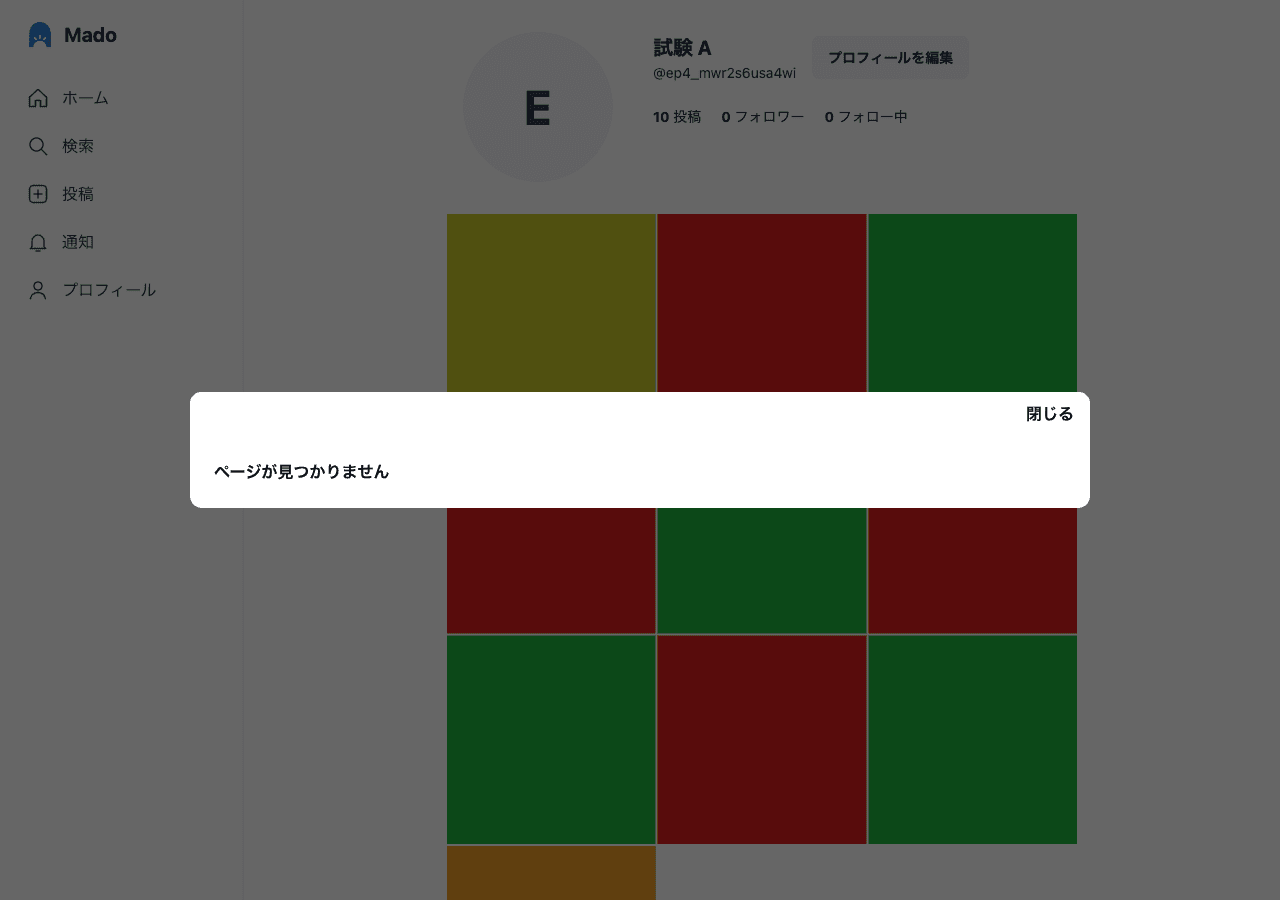 Mado
ホーム
検索
投稿
通知
プロフィール
E
試験 A
プロフィールを編集
@ep4_mwr2s6usa4wi
10 投稿 0 フォロワー 0 フォロー中
閉じる
ページが見つかりません